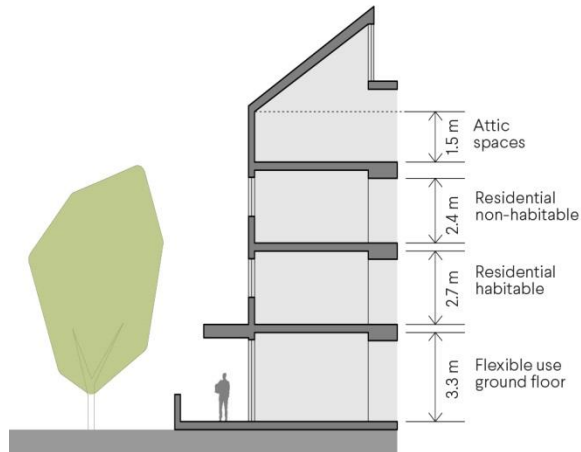 1.5 m
Attic
spaces
2.4 m
Residential
non-habitable
2.7 m
Residential
habitable
3.3 m
Flexible use
ground floor